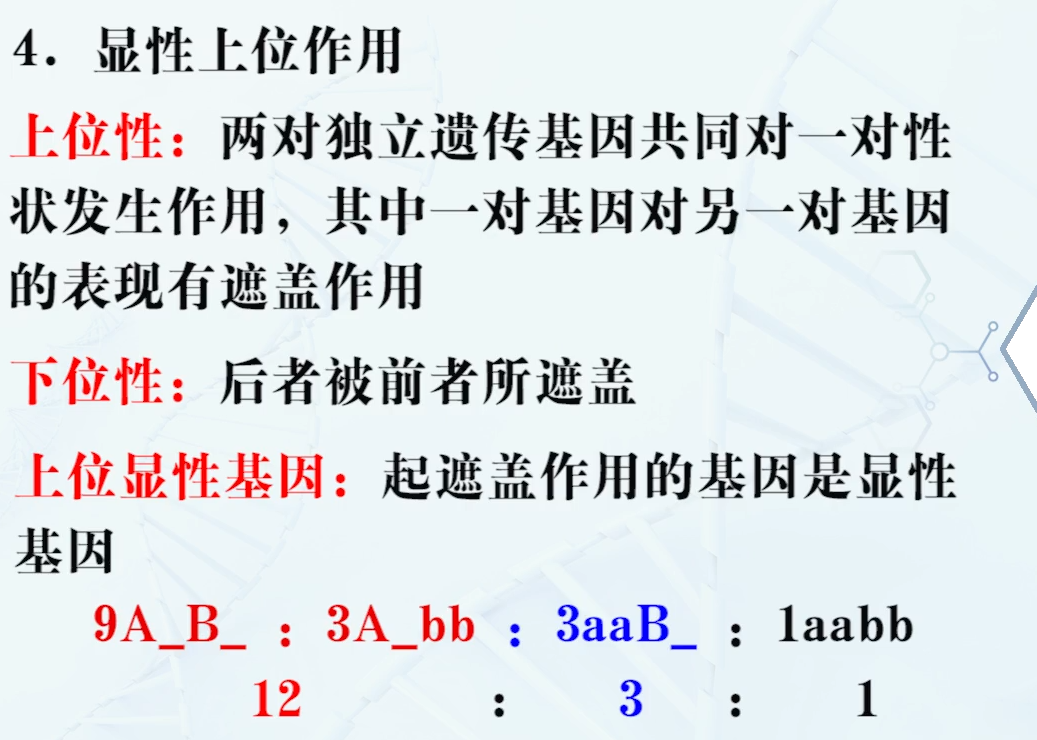 4．显性上位作用
上位性：两对独立遗传基因共同对一对性
状发生作用，其中一对基因对另一对基因
的表现有遮盖作用
下位性：后者被前者所遮盖
上位显性基因：起遮盖作用的基因是显性
基因
9A_B_ ：3A_bb ：3aaB_ ：1aabb
12 ： 3 ： 1